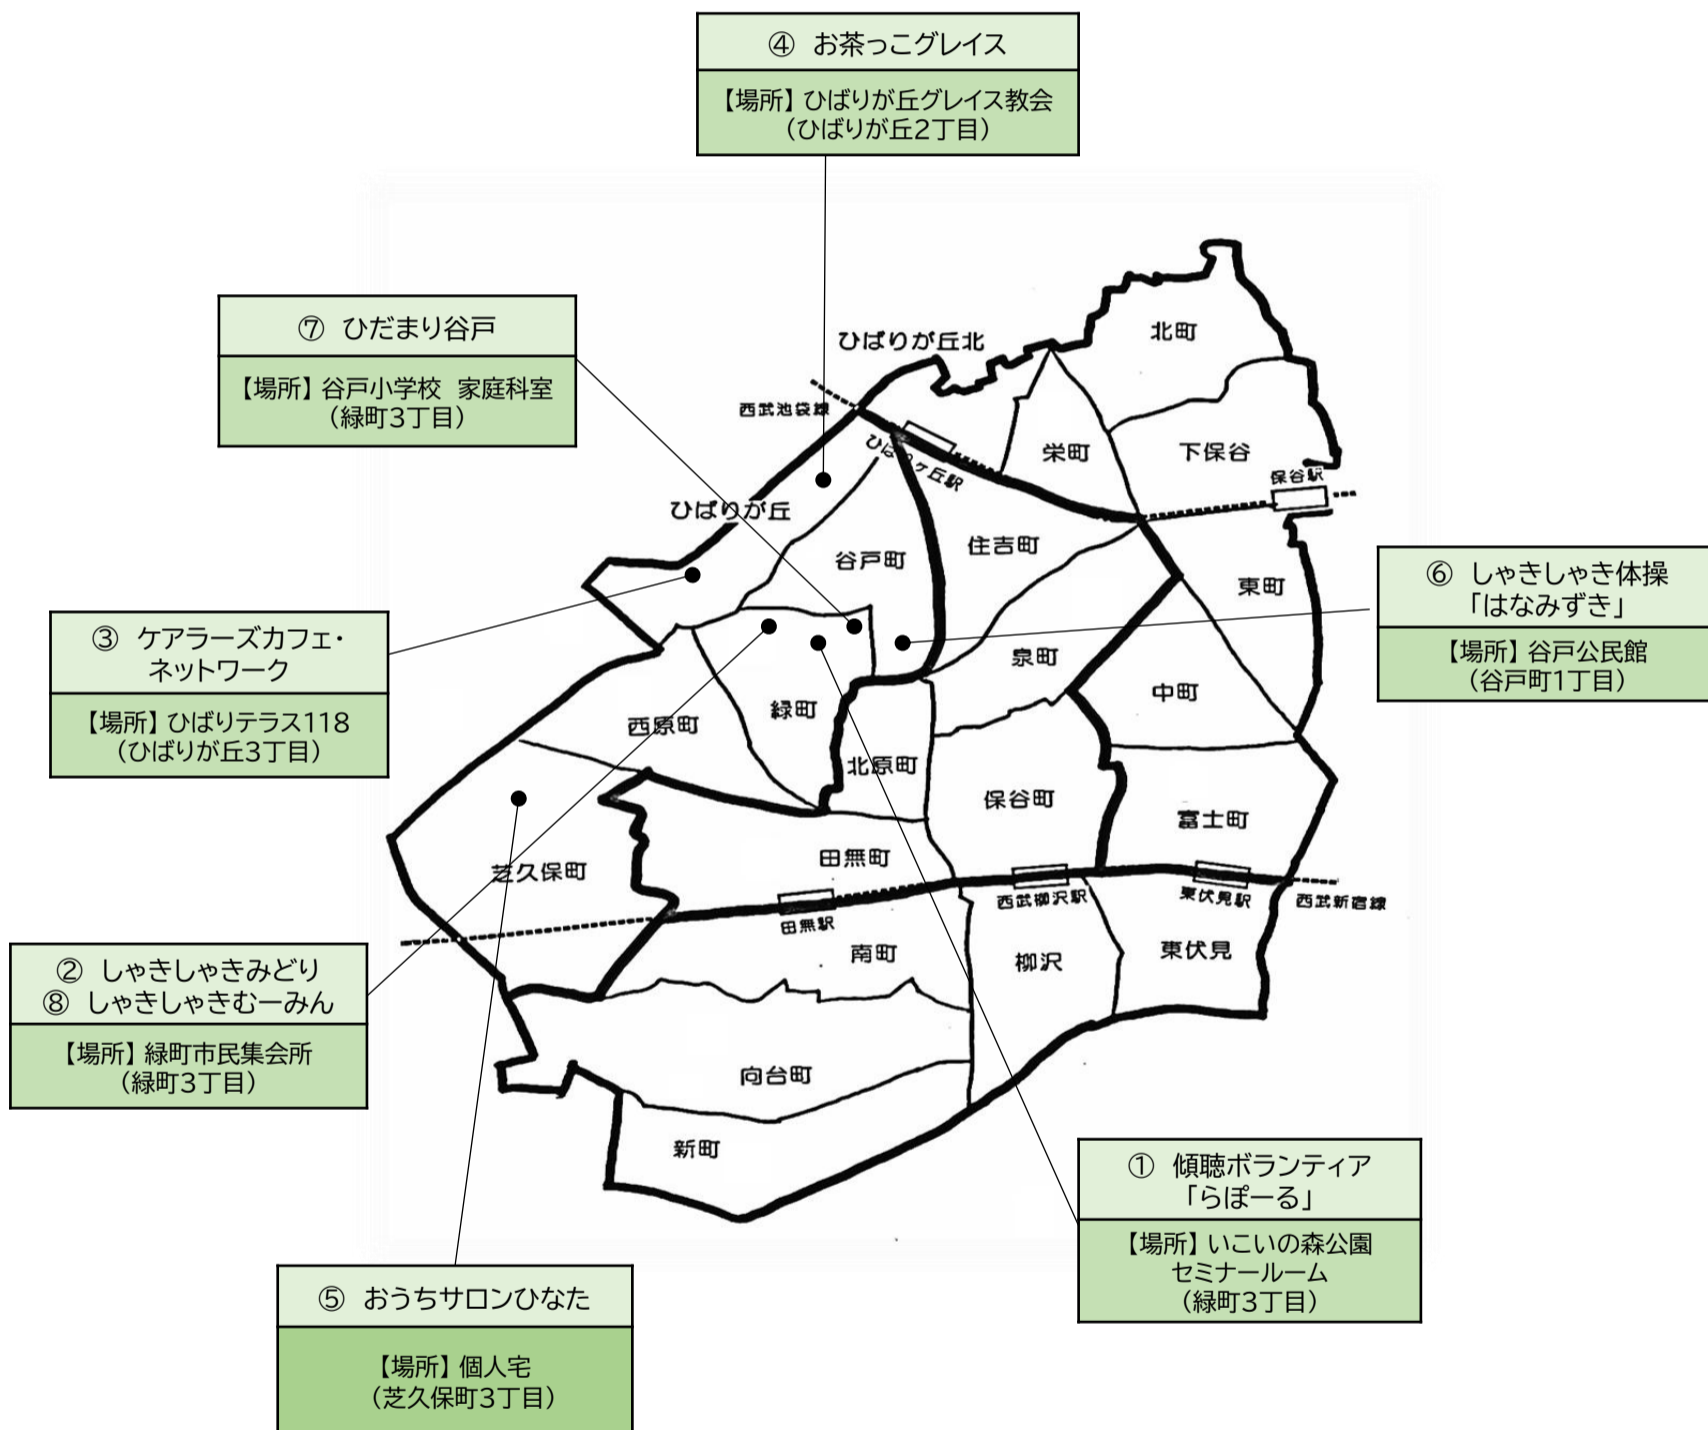 ④ お茶っこグレイス
【場所】ひばりが丘グレイス教会
（ひばりが丘2丁目）
⑦ ひだまり谷戸
【場所】谷戸小学校 家庭科室
（緑町3丁目）
③ ケアラーズカフェ・
ネットワーク
【場所】ひばりテラス118
（ひばりが丘3丁目）
② しゃきしゃきみどり
⑧ しゃきしゃきむーみん
【場所】緑町市民集会所
（緑町3丁目）
⑤ おうちサロンひなた
【場所】個人宅
（芝久保町3丁目）
⑥ しゃきしゃき体操
「はなみずき」
【場所】谷戸公民館
（谷戸町1丁目）
① 傾聴ボランティア
「らぽーる」
【場所】いこいの森公園
セミナールーム
（緑町3丁目）
北町
ひばりが丘北
西武池袋線
ひばりヶ丘駅
栄町
下保谷
保谷駅
ひばりが丘
谷戸町
住吉町
東町
泉町
中町
緑町
西原町
北原町
保谷町
富士町
田無町
芝久保町
西武柳沢駅
東伏見駅
西武新宿線
田無駅
南町
柳沢
東伏見
向台町
新町